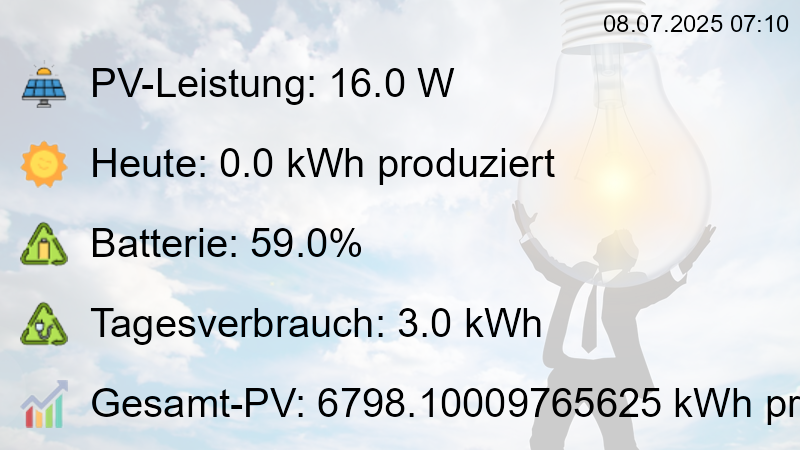 08.07.2025 07:10
PV-Leistung: 16.0 W
Heute: 0.0 kWh produziert
Batterie: 59.0%
Tagesverbrauch: 3.0 kWh
Gesamt-PV: 6798.10009765625 kWh pr